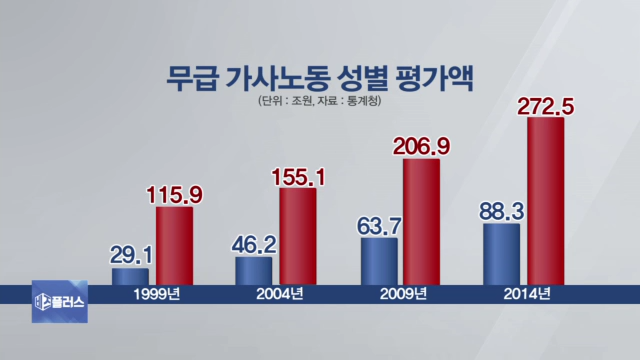 무급 가사노동 성별 평가액
(단위 : 조원, 자료 : 통계청)
29.1
115.9
46.2
155.1
63.7
206.9
88.3
272.5
1999년
2004년
2009년
2014년
비즈플러스